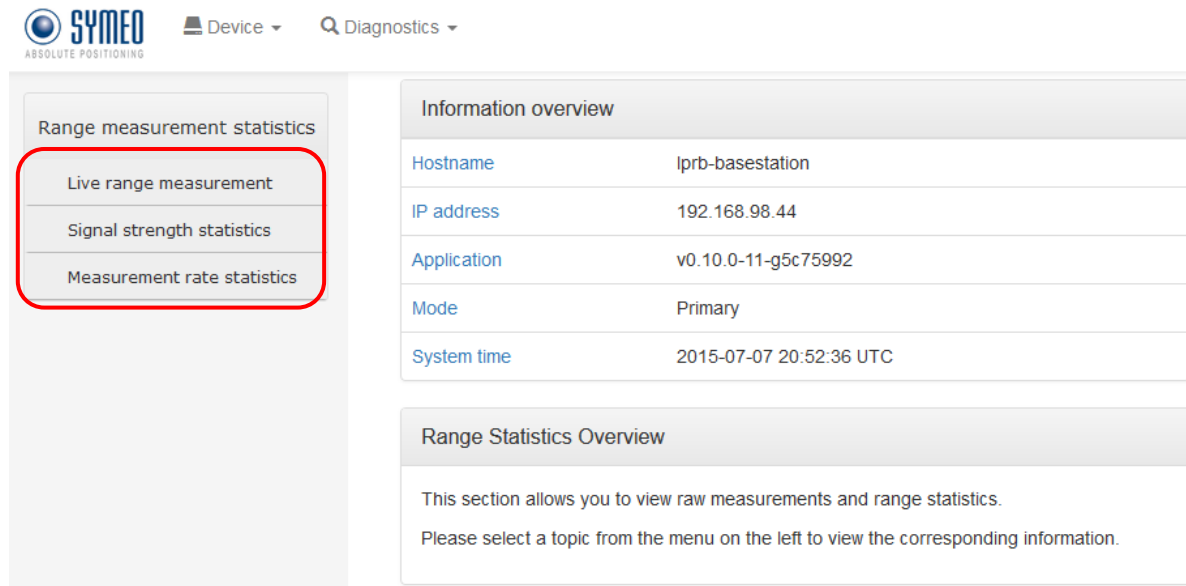 SYMEO
ABSOLUTE POSITIONING
Device
Diagnostics
Range measurement statistics
Live range measurement
Signal strength statistics
Measurement rate statistics
Information overview
Hostname lprb-basestation
IP address 192.168.98.44
Application v0.10.0-11-g5c75992
Mode Primary
System time 2015-07-07 20:52:36 UTC
Range Statistics Overview
This section allows you to view raw measurements and range statistics.
Please select a topic from the menu on the left to view the corresponding information.